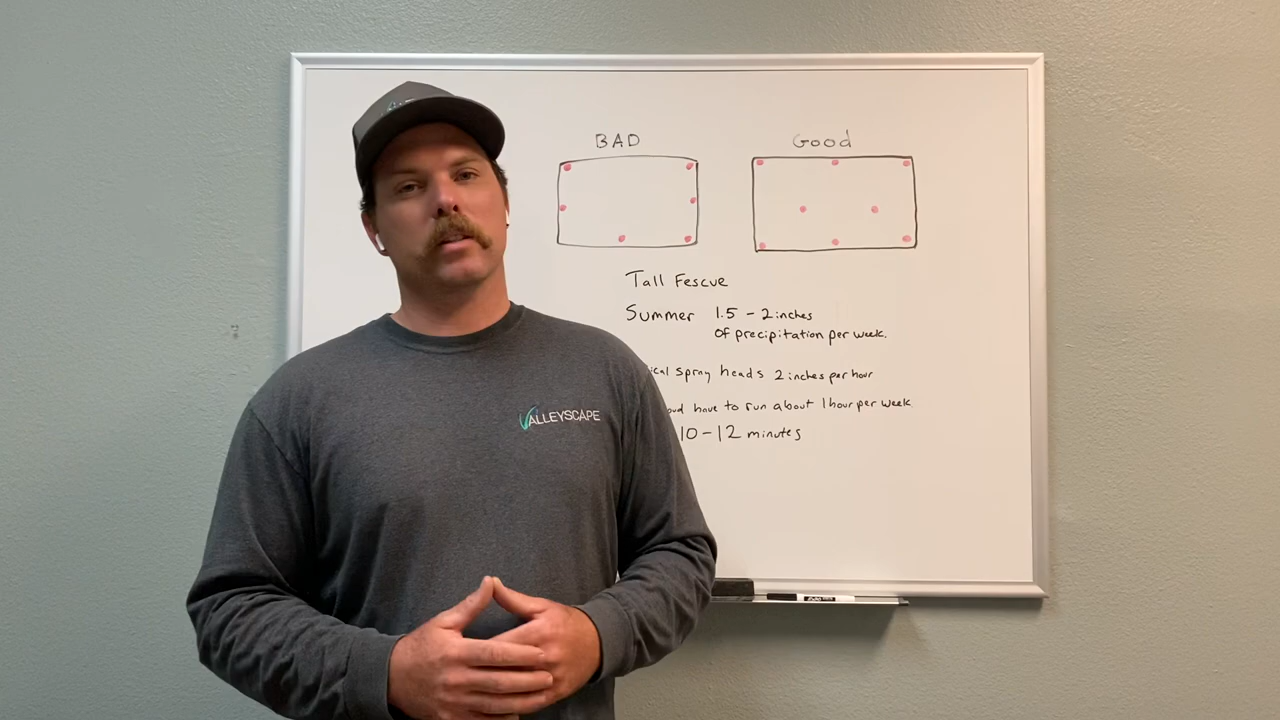 BAD
Good
Tall Fescue
Summer 1.5 - 2 inches
of precipitation per week.
spray heads 2 inches per hour
have to run about 1 hour per week
10-12 minutes
VALLEYSCAPE